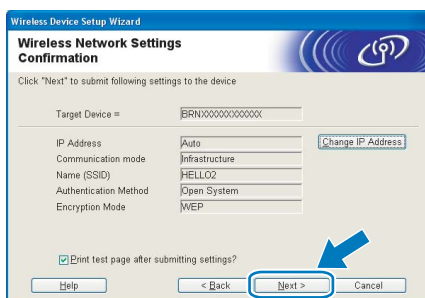 Wireless Device Setup Wizard
Wireless Network Settings
Confirmation
Click "Next" to submit following settings to the device
Target Device = BRNXXXXXXXXXXXX
IP Address Auto Change IP Address
Communication mode Infrastructure
Name (SSID) HELLO2
Authentication Method Open System
Encryption Mode WEP
Print test page after submitting settings?
Help < Back Next > Cancel